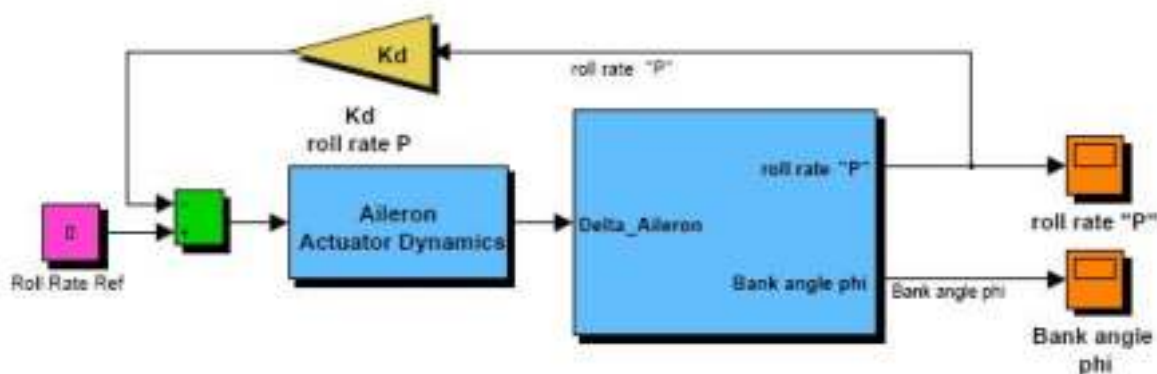 Kd
roll rate "P"
Kd
roll rate P
roll rate "P"
Aileron
Actuator Dynamics
Delta_Aileron
0
Roll Rate Ref
-
+
roll rate "P"
Bank angle phi
Bank angle phi
Bank angle
phi